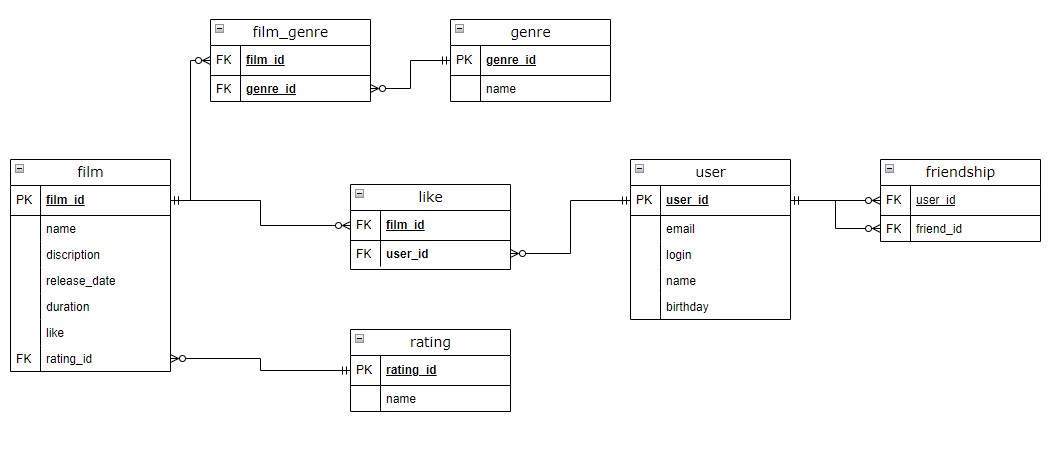 film_genre
FK film_id
FK genre_id
genre
PK genre_id
name
film
PK film_id
name
discription
release_date
duration
like
FK rating_id
like
FK film_id
FK user_id
rating
PK rating_id
name
user
PK user_id
email
login
name
birthday
friendship
FK user_id
FK friend_id